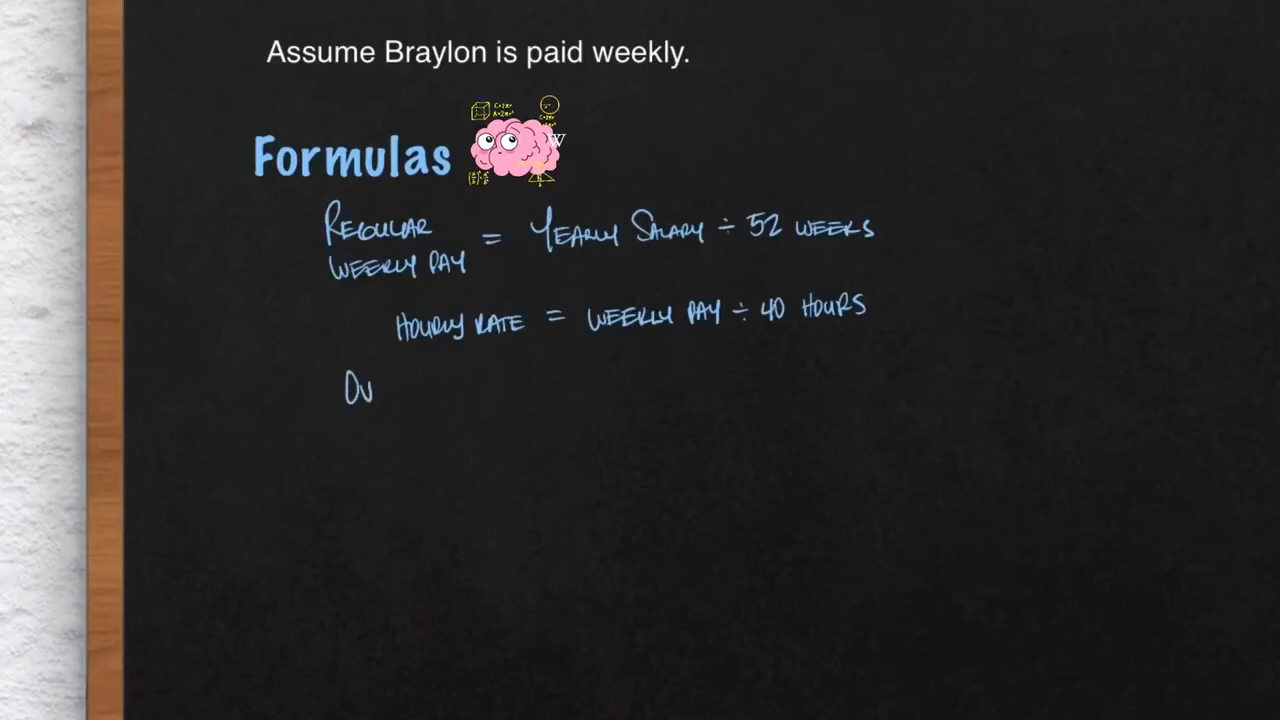 Assume Braylon is paid weekly.
Formulas
REGULAR WEEKLY PAY = YEARLY SALARY ÷ 52 WEEKS
HOURLY RATE = WEEKLY PAY ÷ 40 HOURS
Ov